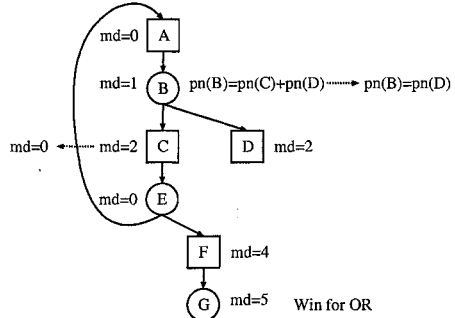 md=0 A
md=1 B pn(B)=pn(C)+pn(D) pn(B)=pn(D)
md=0 md=2 C D md=2
md=0 E
F md=4
G md=5 Win for OR